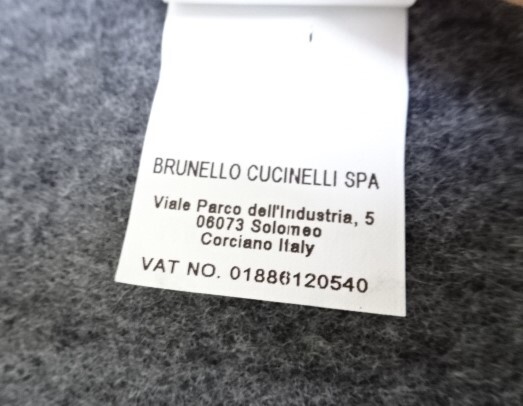 BRUNELLO CUCINELLI SPA
Viale Parco dell'Industria, 5
06073 Solomeo
Corciano Italy
VAT NO. 01886120540